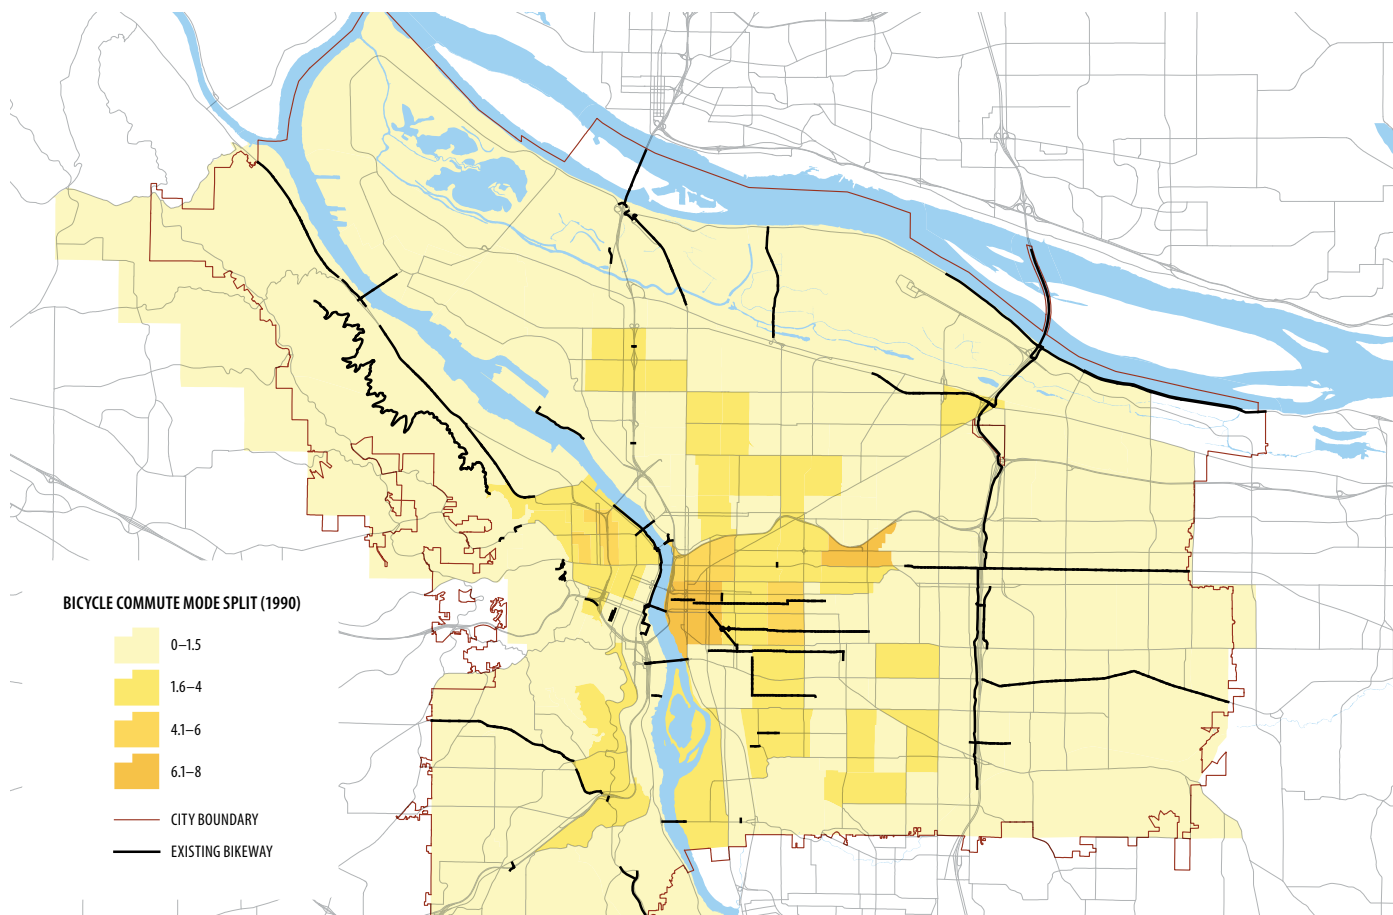 BICYCLE COMMUTE MODE SPLIT (1990)
0–1.5
1.6–4
4.1–6
6.1–8
CITY BOUNDARY
EXISTING BIKEWAY